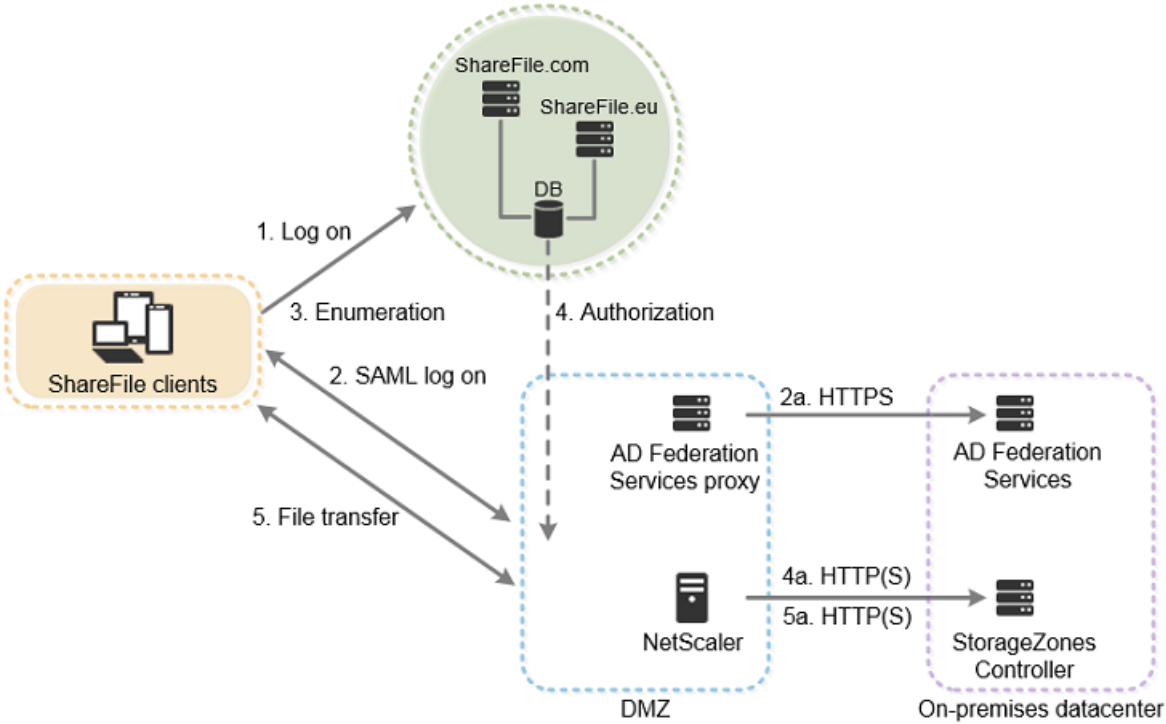 ShareFile.com
ShareFile.eu
DB
1. Log on
3. Enumeration
4. Authorization
ShareFile clients
2. SAML log on
2a. HTTPS
AD Federation
Services proxy
AD Federation
Services
5. File transfer
4a. HTTP(S)
5a. HTTP(S)
NetScaler
StorageZones
Controller
DMZ
On-premises datacenter